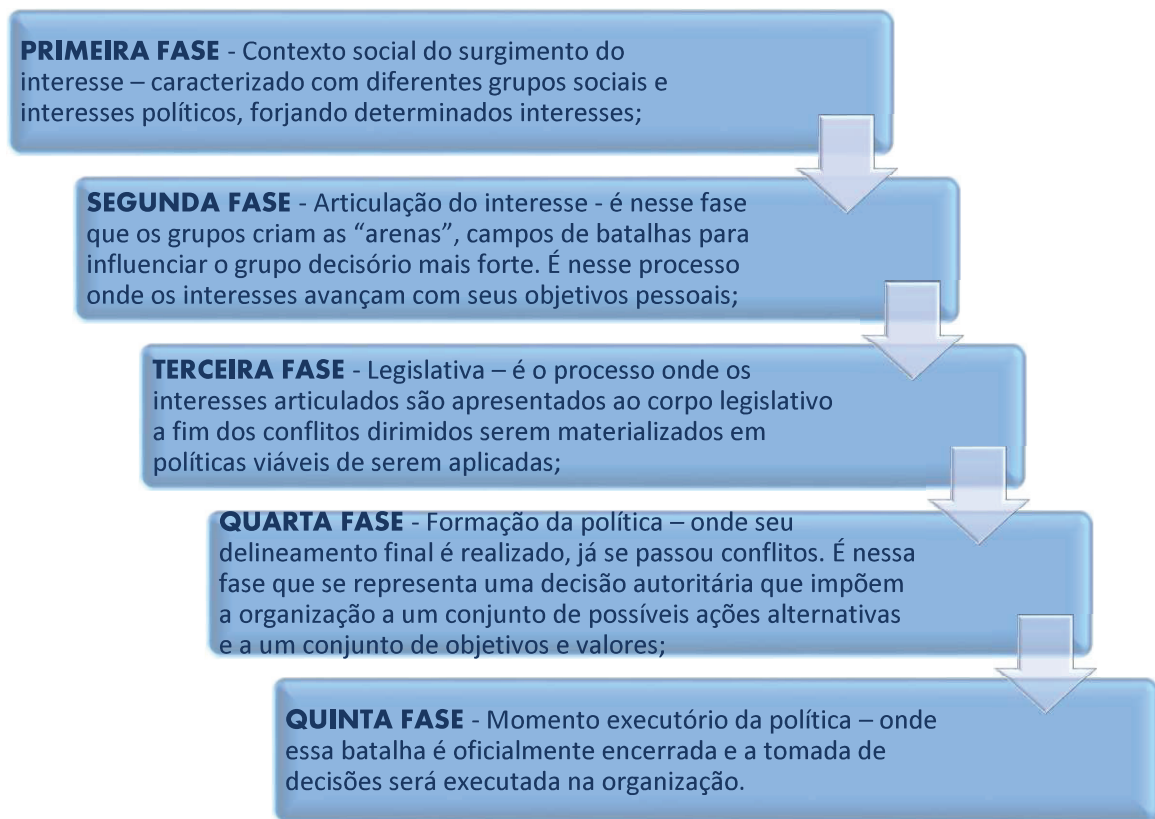 PRIMEIRA FASE - Contexto social do surgimento do
interesse – caracterizado com diferentes grupos sociais e
interesses políticos, forjando determinados interesses;
SEGUNDA FASE - Articulação do interesse - é nesse fase
que os grupos criam as “arenas”, campos de batalhas para
influenciar o grupo decisório mais forte. É nesse processo
onde os interesses avançam com seus objetivos pessoais;
TERCEIRA FASE - Legislativa – é o processo onde os
interesses articulados são apresentados ao corpo legislativo
a fim dos conflitos dirimidos serem materializados em
políticas viáveis de serem aplicadas;
QUARTA FASE - Formação da política – onde seu
delineamento final é realizado, já se passou conflitos. É nessa
fase que se representa uma decisão autoritária que impõem
a organização a um conjunto de possíveis ações alternativas
e a um conjunto de objetivos e valores;
QUINTA FASE - Momento executório da política – onde
essa batalha é oficialmente encerrada e a tomada de
decisões será executada na organização.